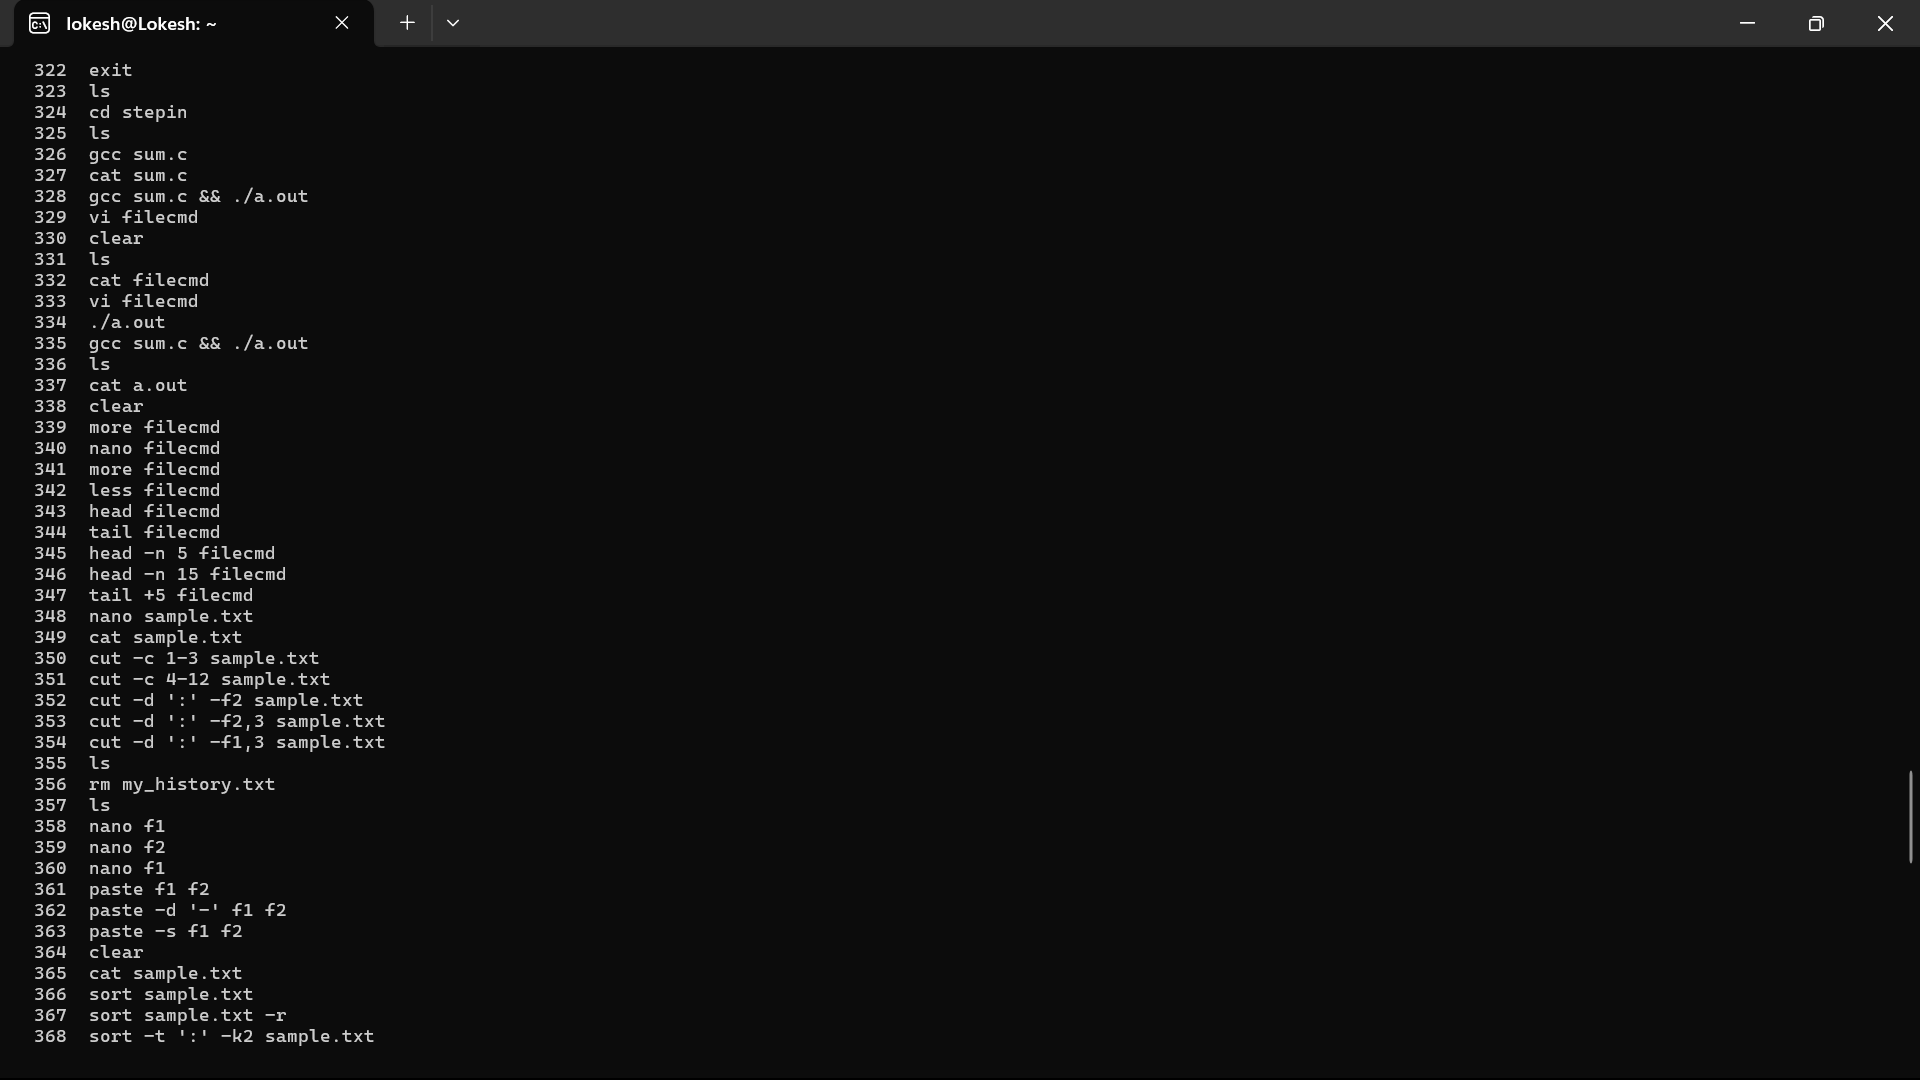 lokesh@Lokesh: ~
322 exit
323 ls
324 cd stepin
325 ls
326 gcc sum.c
327 cat sum.c
328 gcc sum.c && ./a.out
329 vi filecmd
330 clear
331 ls
332 cat filecmd
333 vi filecmd
334 ./a.out
335 gcc sum.c && ./a.out
336 ls
337 cat a.out
338 clear
339 more filecmd
340 nano filecmd
341 more filecmd
342 less filecmd
343 head filecmd
344 tail filecmd
345 head -n 5 filecmd
346 head -n 15 filecmd
347 tail +5 filecmd
348 nano sample.txt
349 cat sample.txt
350 cut -c 1-3 sample.txt
351 cut -c 4-12 sample.txt
352 cut -d ':' -f2 sample.txt
353 cut -d ':' -f2,3 sample.txt
354 cut -d ':' -f1,3 sample.txt
355 ls
356 rm my_history.txt
357 ls
358 nano f1
359 nano f2
360 nano f1
361 paste f1 f2
362 paste -d '-' f1 f2
363 paste -s f1 f2
364 clear
365 cat sample.txt
366 sort sample.txt
367 sort sample.txt -r
368 sort -t ':' -k2 sample.txt